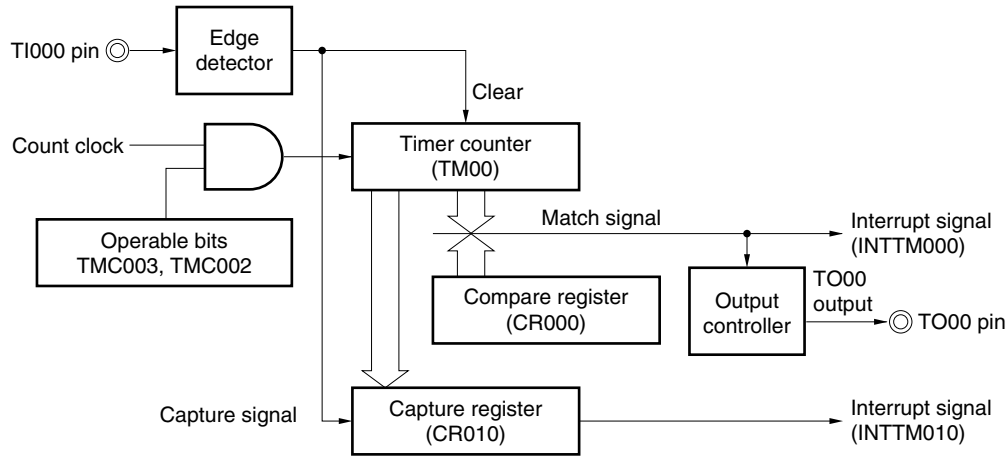 TI000 pin
Edge
detector
Clear
Count clock
Timer counter
(TM00)
Operable bits
TMC003, TMC002
Match signal
Interrupt signal
(INTTM000)
Compare register
(CR000)
Output
controller
TO00
output
TO00 pin
Capture signal
Capture register
(CR010)
Interrupt signal
(INTTM010)